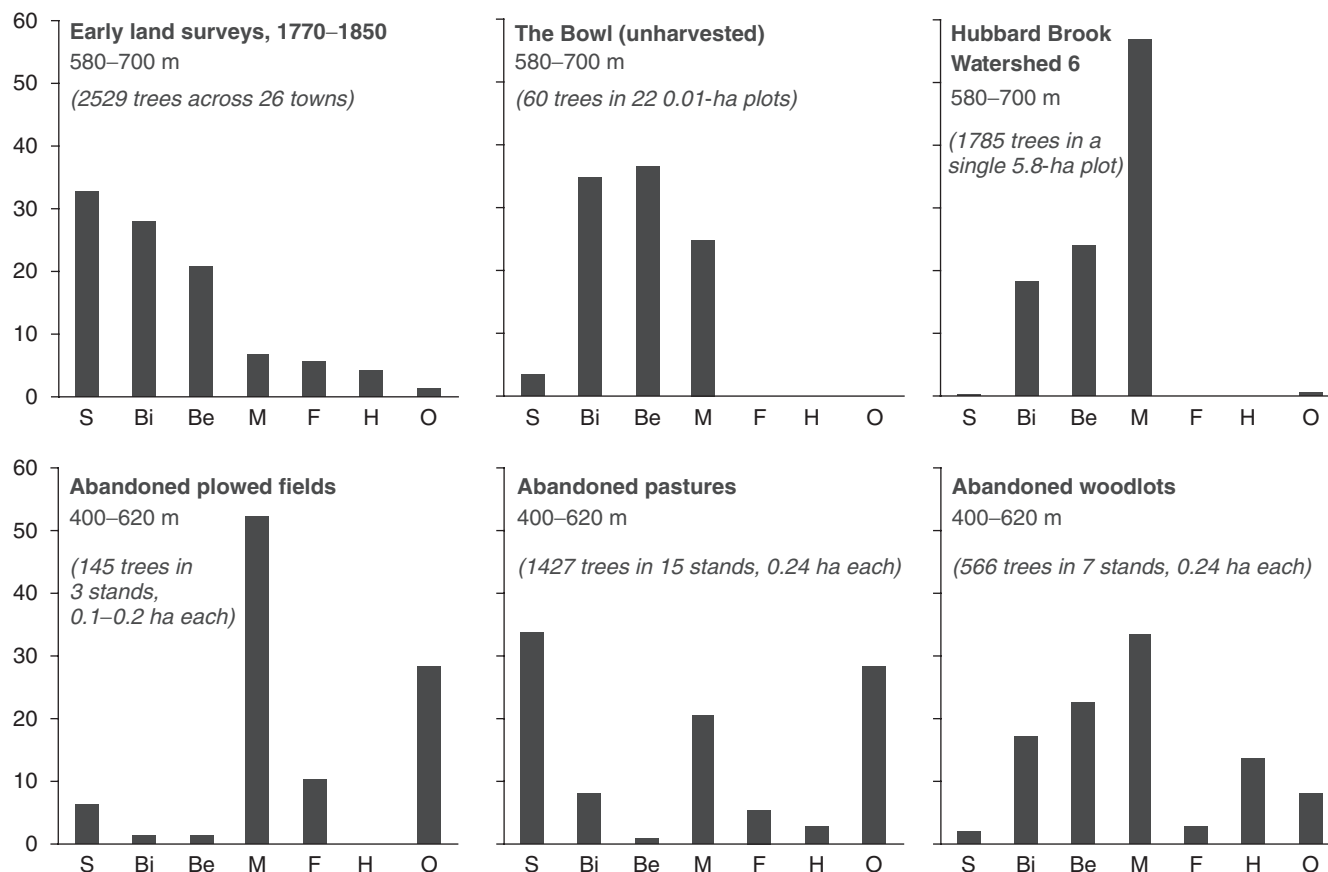 60
50
40
30
20
10
0
Early land surveys, 1770–1850
580–700 m
(2529 trees across 26 towns)
S Bi Be M F H O
The Bowl (unharvested)
580–700 m
(60 trees in 22 0.01-ha plots)
S Bi Be M F H O
Hubbard Brook
Watershed 6
580–700 m
(1785 trees in a
single 5.8-ha plot)
S Bi Be M F H O
60
50
40
30
20
10
0
Abandoned plowed fields
400–620 m
(145 trees in
3 stands,
0.1–0.2 ha each)
S Bi Be M F H O
Abandoned pastures
400–620 m
(1427 trees in 15 stands, 0.24 ha each)
S Bi Be M F H O
Abandoned woodlots
400–620 m
(566 trees in 7 stands, 0.24 ha each)
S Bi Be M F H O